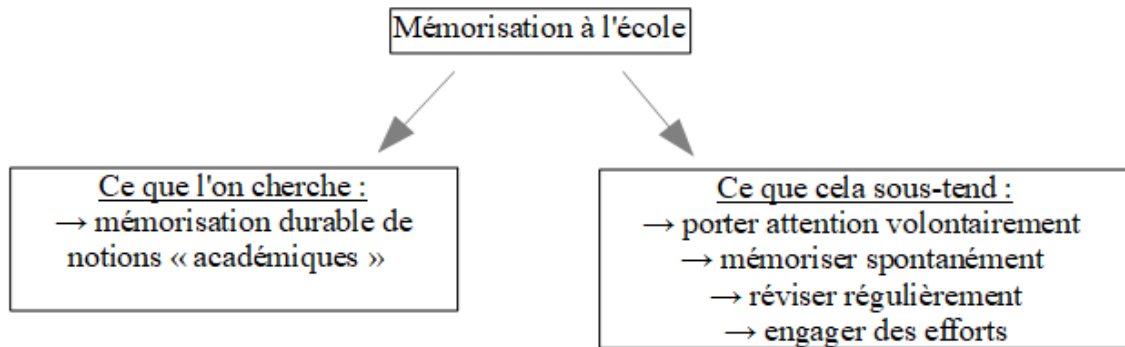 Mémorisation à l'école
Ce que l'on cherche :
→ mémorisation durable de
notions « académiques »
Ce que cela sous-tend :
→ porter attention volontairement
→ mémoriser spontanément
→ réviser régulièrement
→ engager des efforts